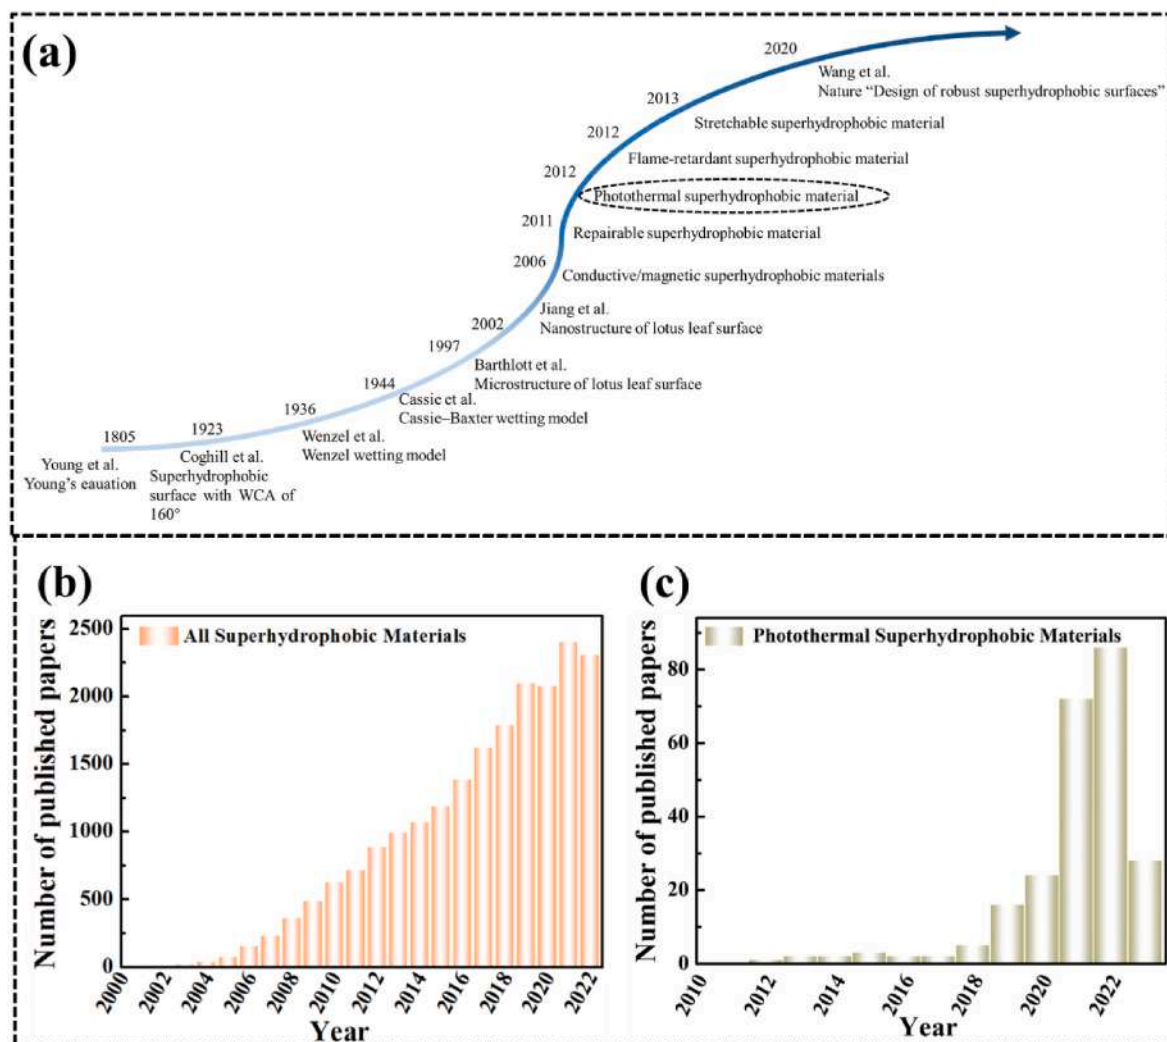 (a)
2020
Wang et al.
Nature “Design of robust superhydrophobic surfaces”
2013
Stretchable superhydrophobic material
2012
Flame-retardant superhydrophobic material
2012
Photothermal superhydrophobic material
2011
Repairable superhydrophobic material
2006
Conductive/magnetic superhydrophobic materials
Jiang et al.
Nanostructure of lotus leaf surface
2002
1997
Barthlott et al.
Microstructure of lotus leaf surface
1944
Cassie et al.
Cassie–Baxter wetting model
1936
Wenzel et al.
Wenzel wetting model
1923
Coghill et al.
Superhydrophobic
surface with WCA of
160°
1805
Young et al.
Young’s eauation
(b)
All Superhydrophobic Materials
Number of published papers
2500
2000
1500
1000
500
0
2000
2002
2004
2006
2008
2010
2012
2014
2016
2018
2020
2022
Year
(c)
Photothermal Superhydrophobic Materials
Number of published papers
80
60
40
20
0
2010
2012
2014
2016
2018
2020
2022
Year